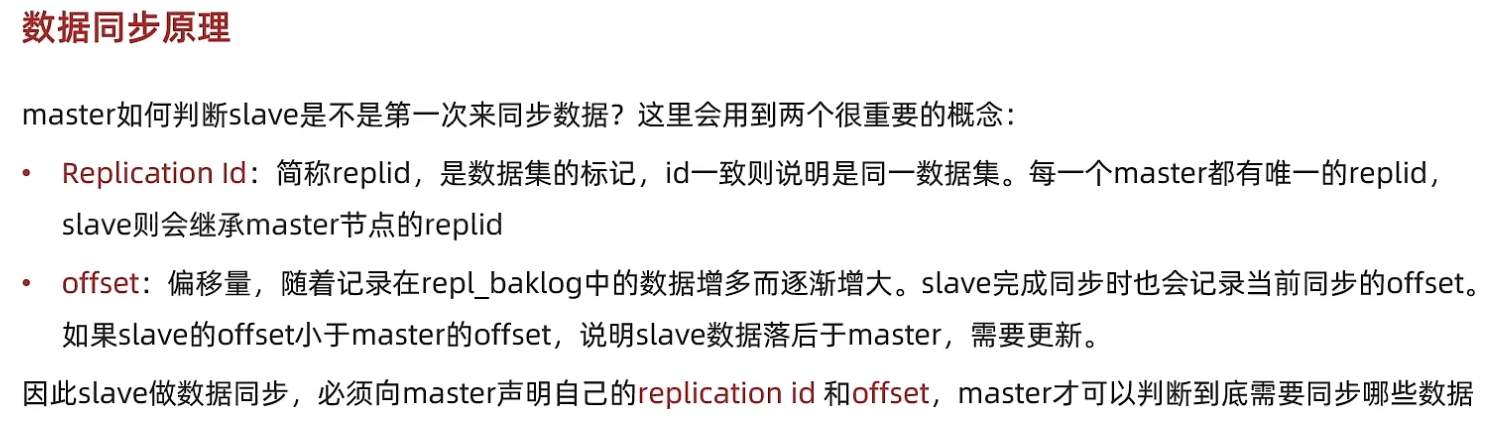 数据同步原理
master如何判断slave是不是第一次来同步数据？这里会用到两个很重要的概念：
• Replication Id：简称replid，是数据集的标记，id一致则说明是同一数据集。每一个master都有唯一的replid，
slave则会继承master节点的replid
• offset：偏移量，随着记录在repl_baklog中的数据增多而逐渐增大。slave完成同步时也会记录当前同步的offset。
如果slave的offset小于master的offset，说明slave数据落后于master，需要更新。
因此slave做数据同步，必须向master声明自己的replication id 和offset，master才可以判断到底需要同步哪些数据